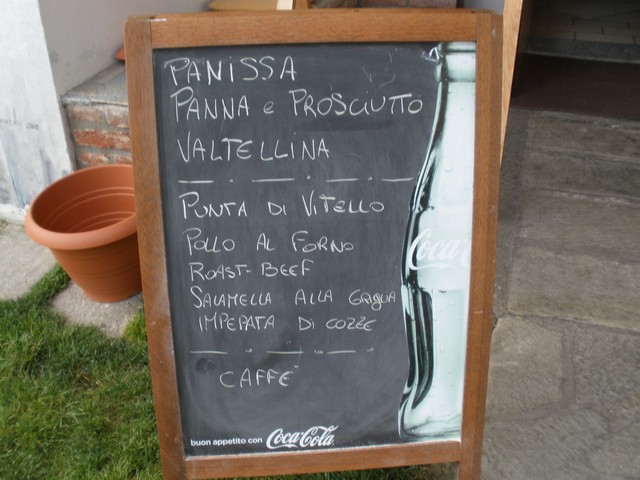 PANISSA
PANNA e PROSCIUTTO
VALTELLINA
PUNTA DI VITELLO
POLLO AL FORNO
ROAST-BEEF
SALAMELLA ALLA GRIGLIA
IMPEPATA DI COZZE
CAFFE'
Coca
buon appetito con Coca-Cola